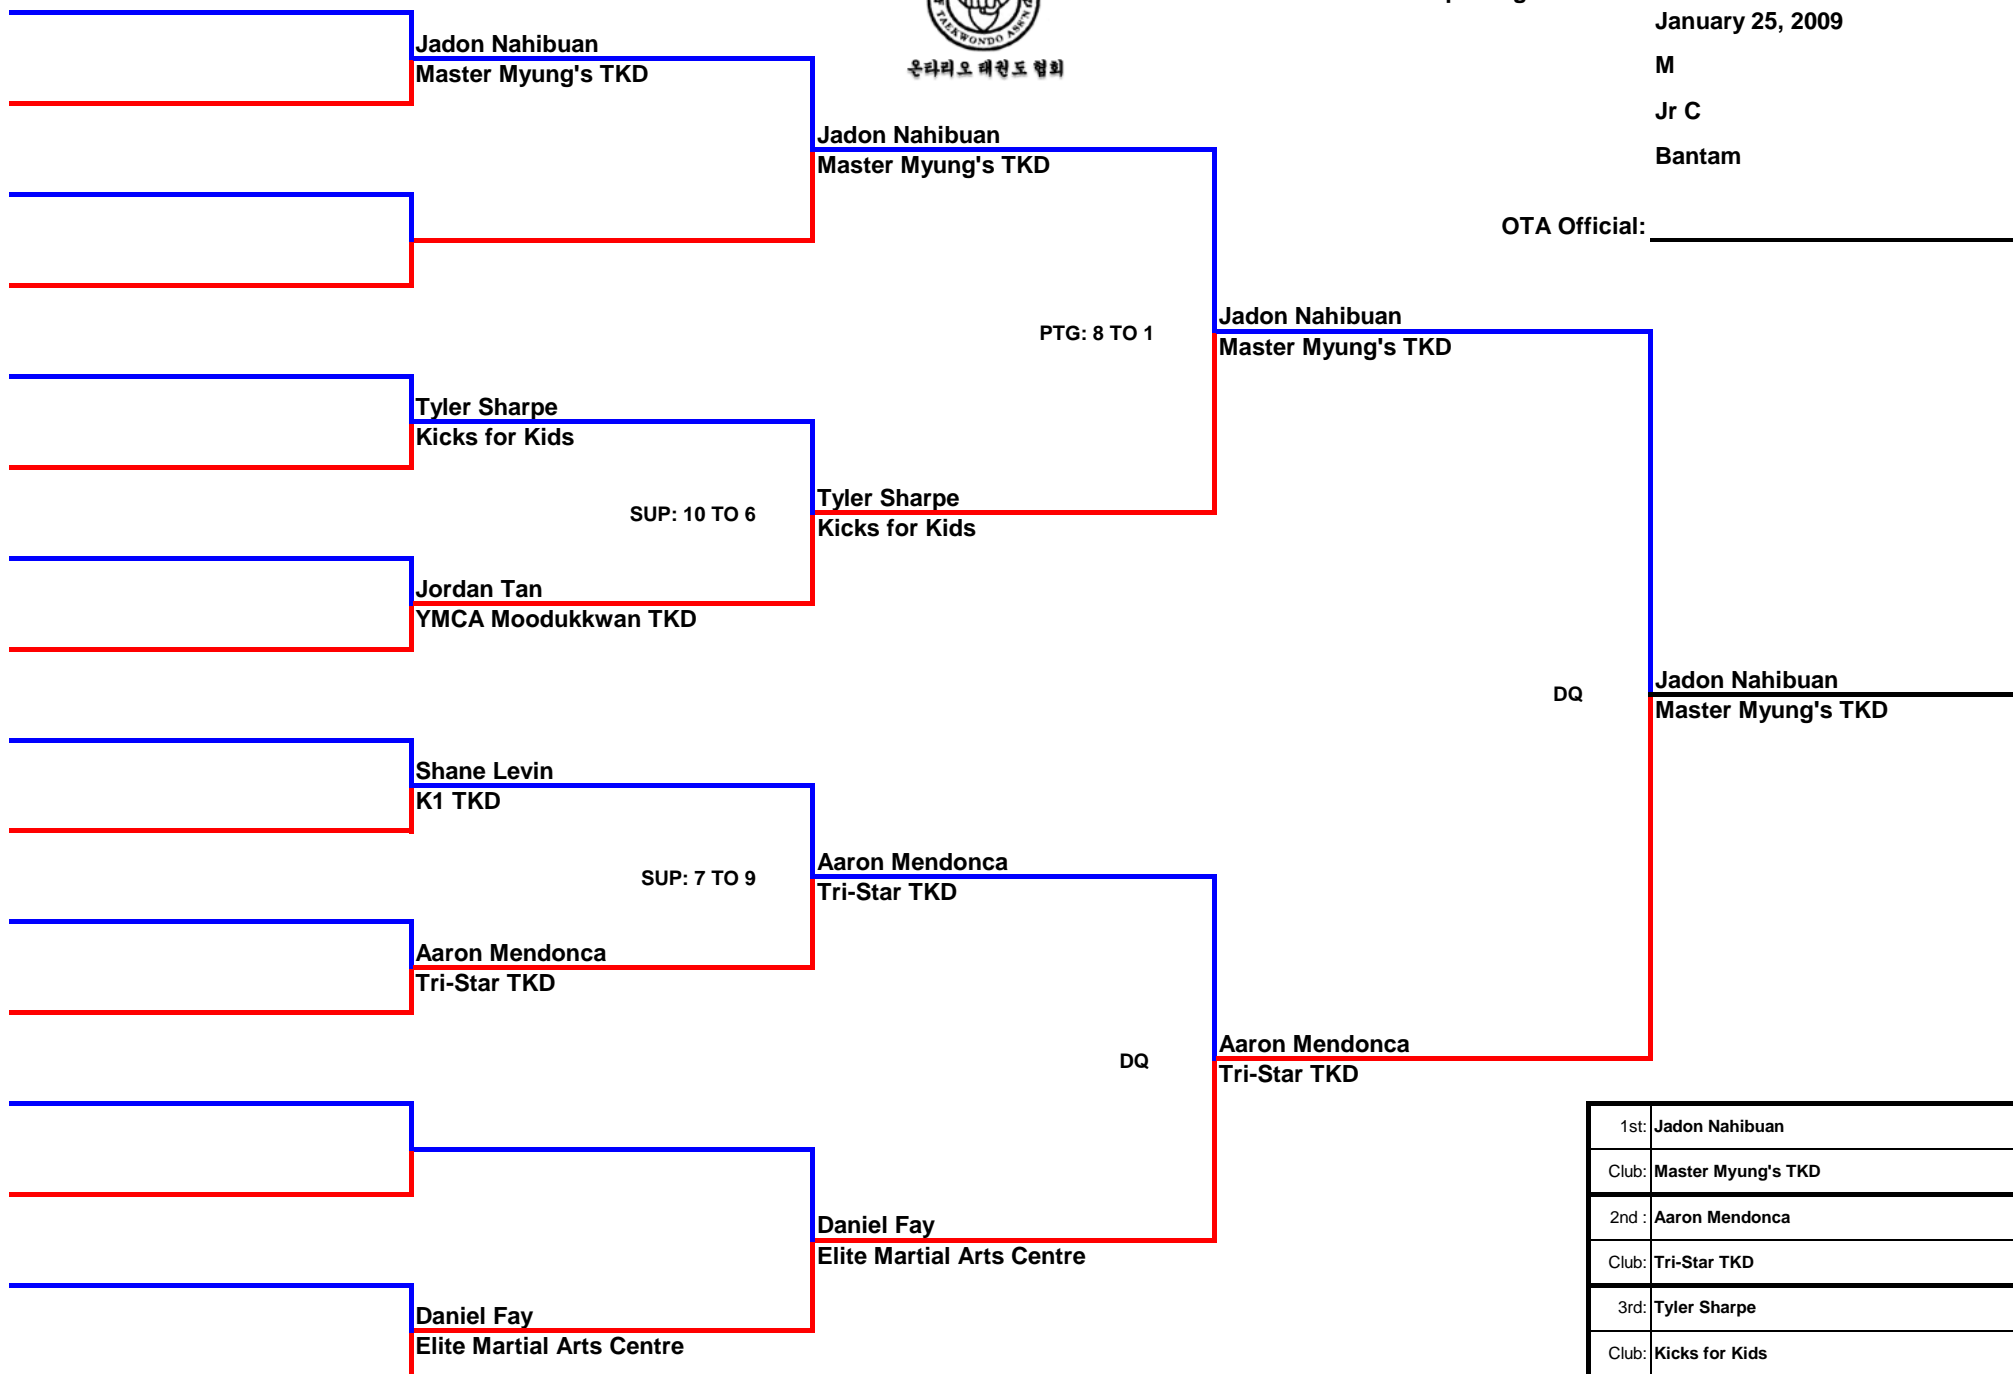 January 25, 2009
M
Jr C
Bantam
OTA Official:
TAEKWONDO ASS'N
온타리오 태권도 협회
Jadon Nahibuan
Master Myung's TKD
Jadon Nahibuan
Master Myung's TKD
PTG: 8 TO 1
Jadon Nahibuan
Master Myung's TKD
Tyler Sharpe
Kicks for Kids
SUP: 10 TO 6
Tyler Sharpe
Kicks for Kids
Jordan Tan
YMCA Moodukkwan TKD
DQ
Jadon Nahibuan
Master Myung's TKD
Shane Levin
K1 TKD
SUP: 7 TO 9
Aaron Mendonca
Tri-Star TKD
Aaron Mendonca
Tri-Star TKD
DQ
Aaron Mendonca
Tri-Star TKD
Daniel Fay
Elite Martial Arts Centre
Daniel Fay
Elite Martial Arts Centre
1st: Jadon Nahibuan
Club: Master Myung's TKD
2nd : Aaron Mendonca
Club: Tri-Star TKD
3rd: Tyler Sharpe
Club: Kicks for Kids